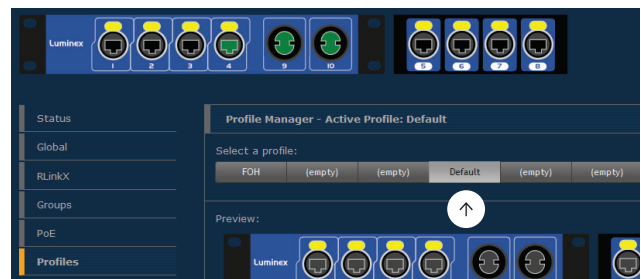 Luminex
1 2 3 4 9 10 5 6 7 8
Status
Global
RLinkX
Groups
PoE
Profiles
Profile Manager - Active Profile: Default
Select a profile:
FOH (empty) (empty) Default (empty) (empty)
Preview:
Luminex